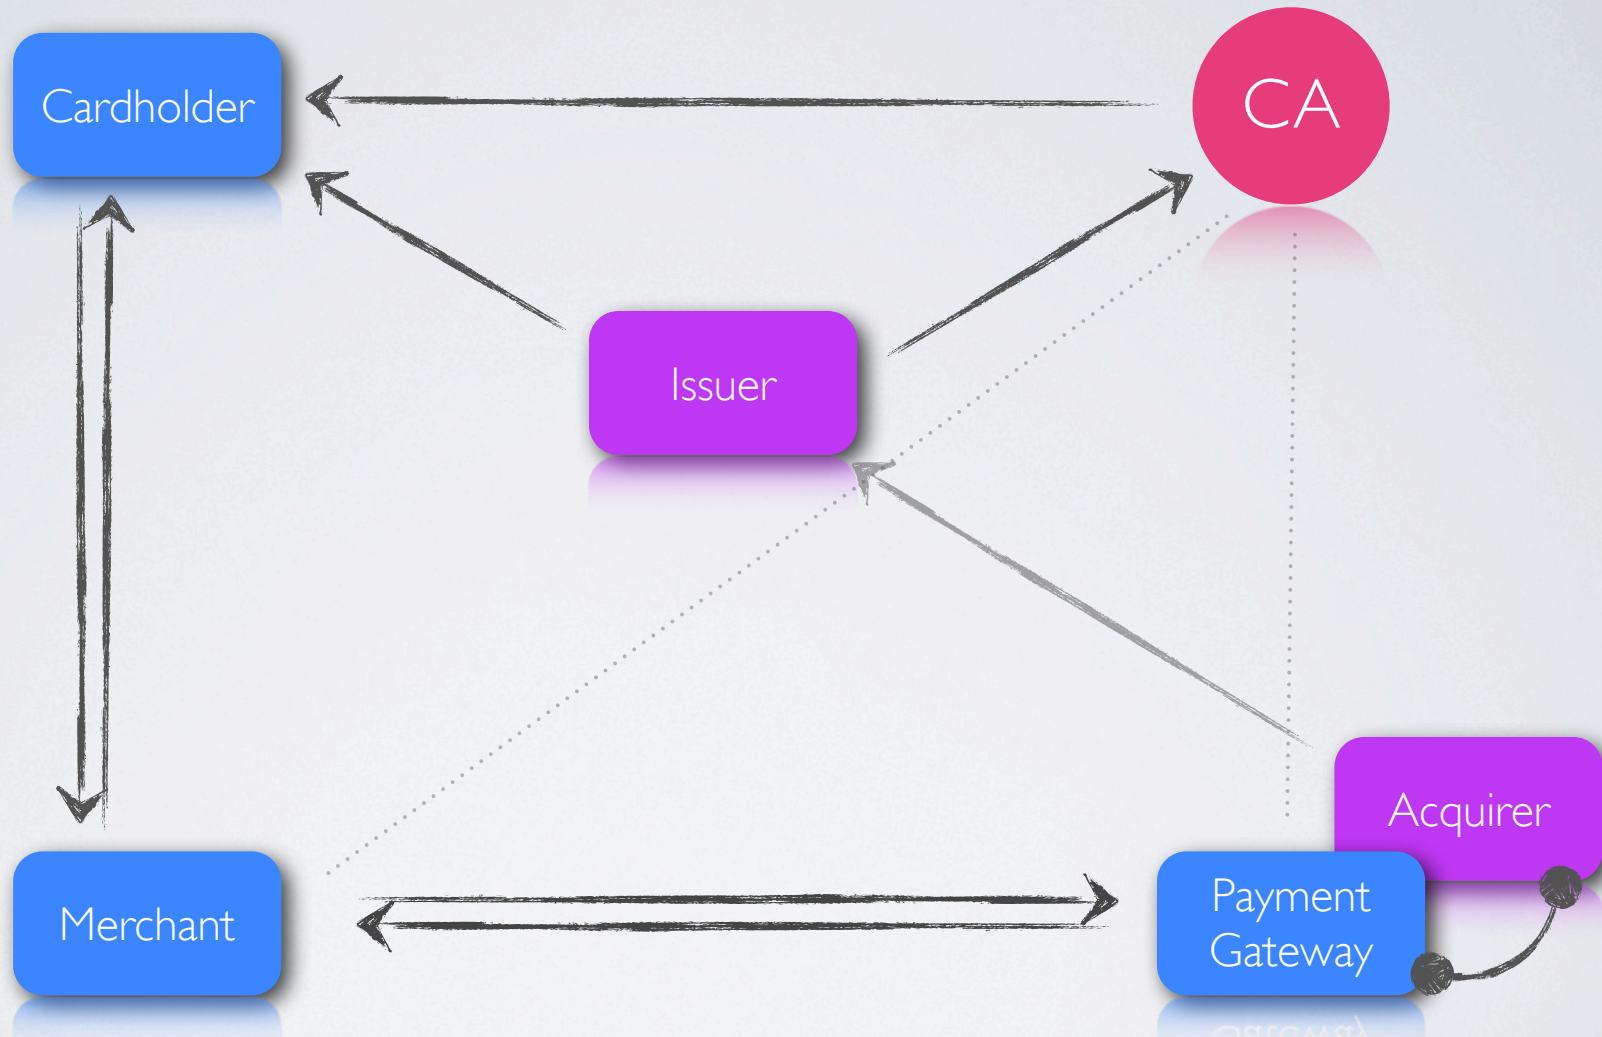 Cardholder
CA
Issuer
Acquirer
Merchant
Payment
Gateway